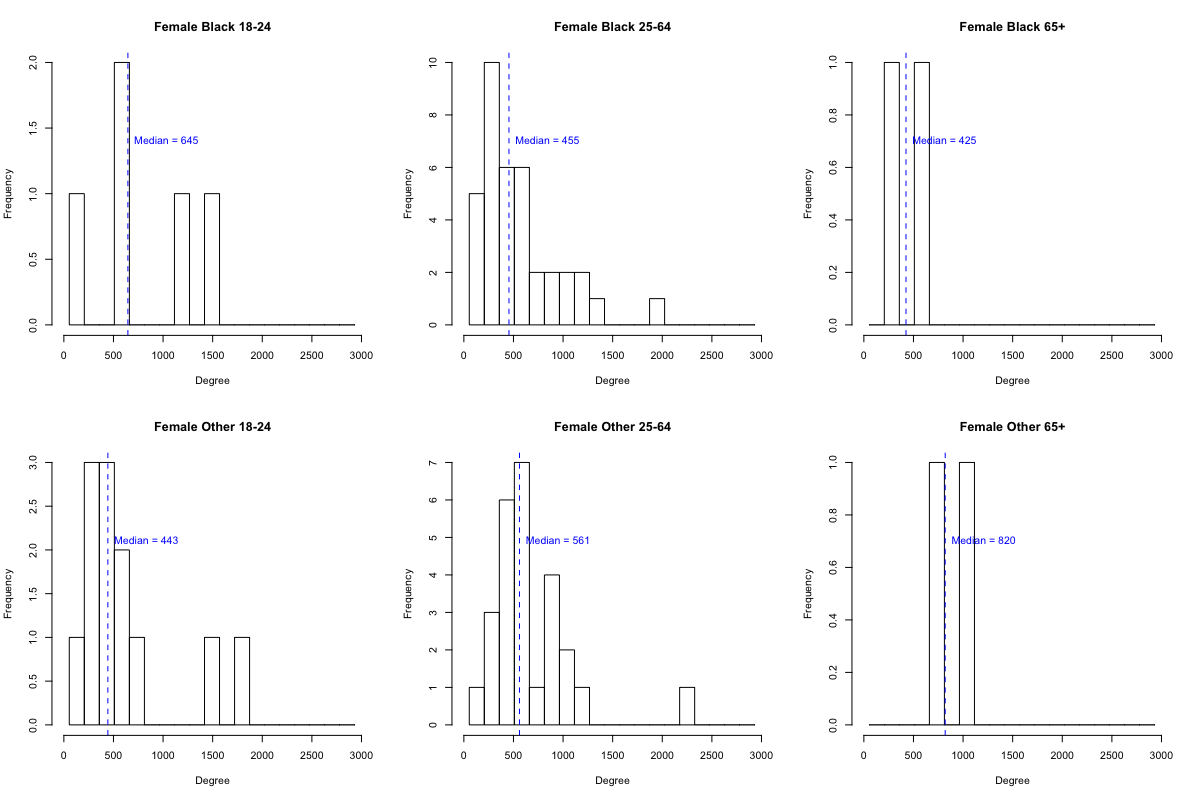 Female Black 18-24
Frequency
0.0 0.5 1.0 1.5 2.0
Median = 645
0 500 1000 1500 2000 2500 3000
Degree
Female Black 25-64
Frequency
0 2 4 6 8 10
Median = 455
0 500 1000 1500 2000 2500 3000
Degree
Female Black 65+
Frequency
0.0 0.2 0.4 0.6 0.8 1.0
Median = 425
0 500 1000 1500 2000 2500 3000
Degree
Female Other 18-24
Frequency
0.0 0.5 1.0 1.5 2.0 2.5 3.0
Median = 443
0 500 1000 1500 2000 2500 3000
Degree
Female Other 25-64
Frequency
0 1 2 3 4 5 6 7
Median = 561
0 500 1000 1500 2000 2500 3000
Degree
Female Other 65+
Frequency
0.0 0.2 0.4 0.6 0.8 1.0
Median = 820
0 500 1000 1500 2000 2500 3000
Degree